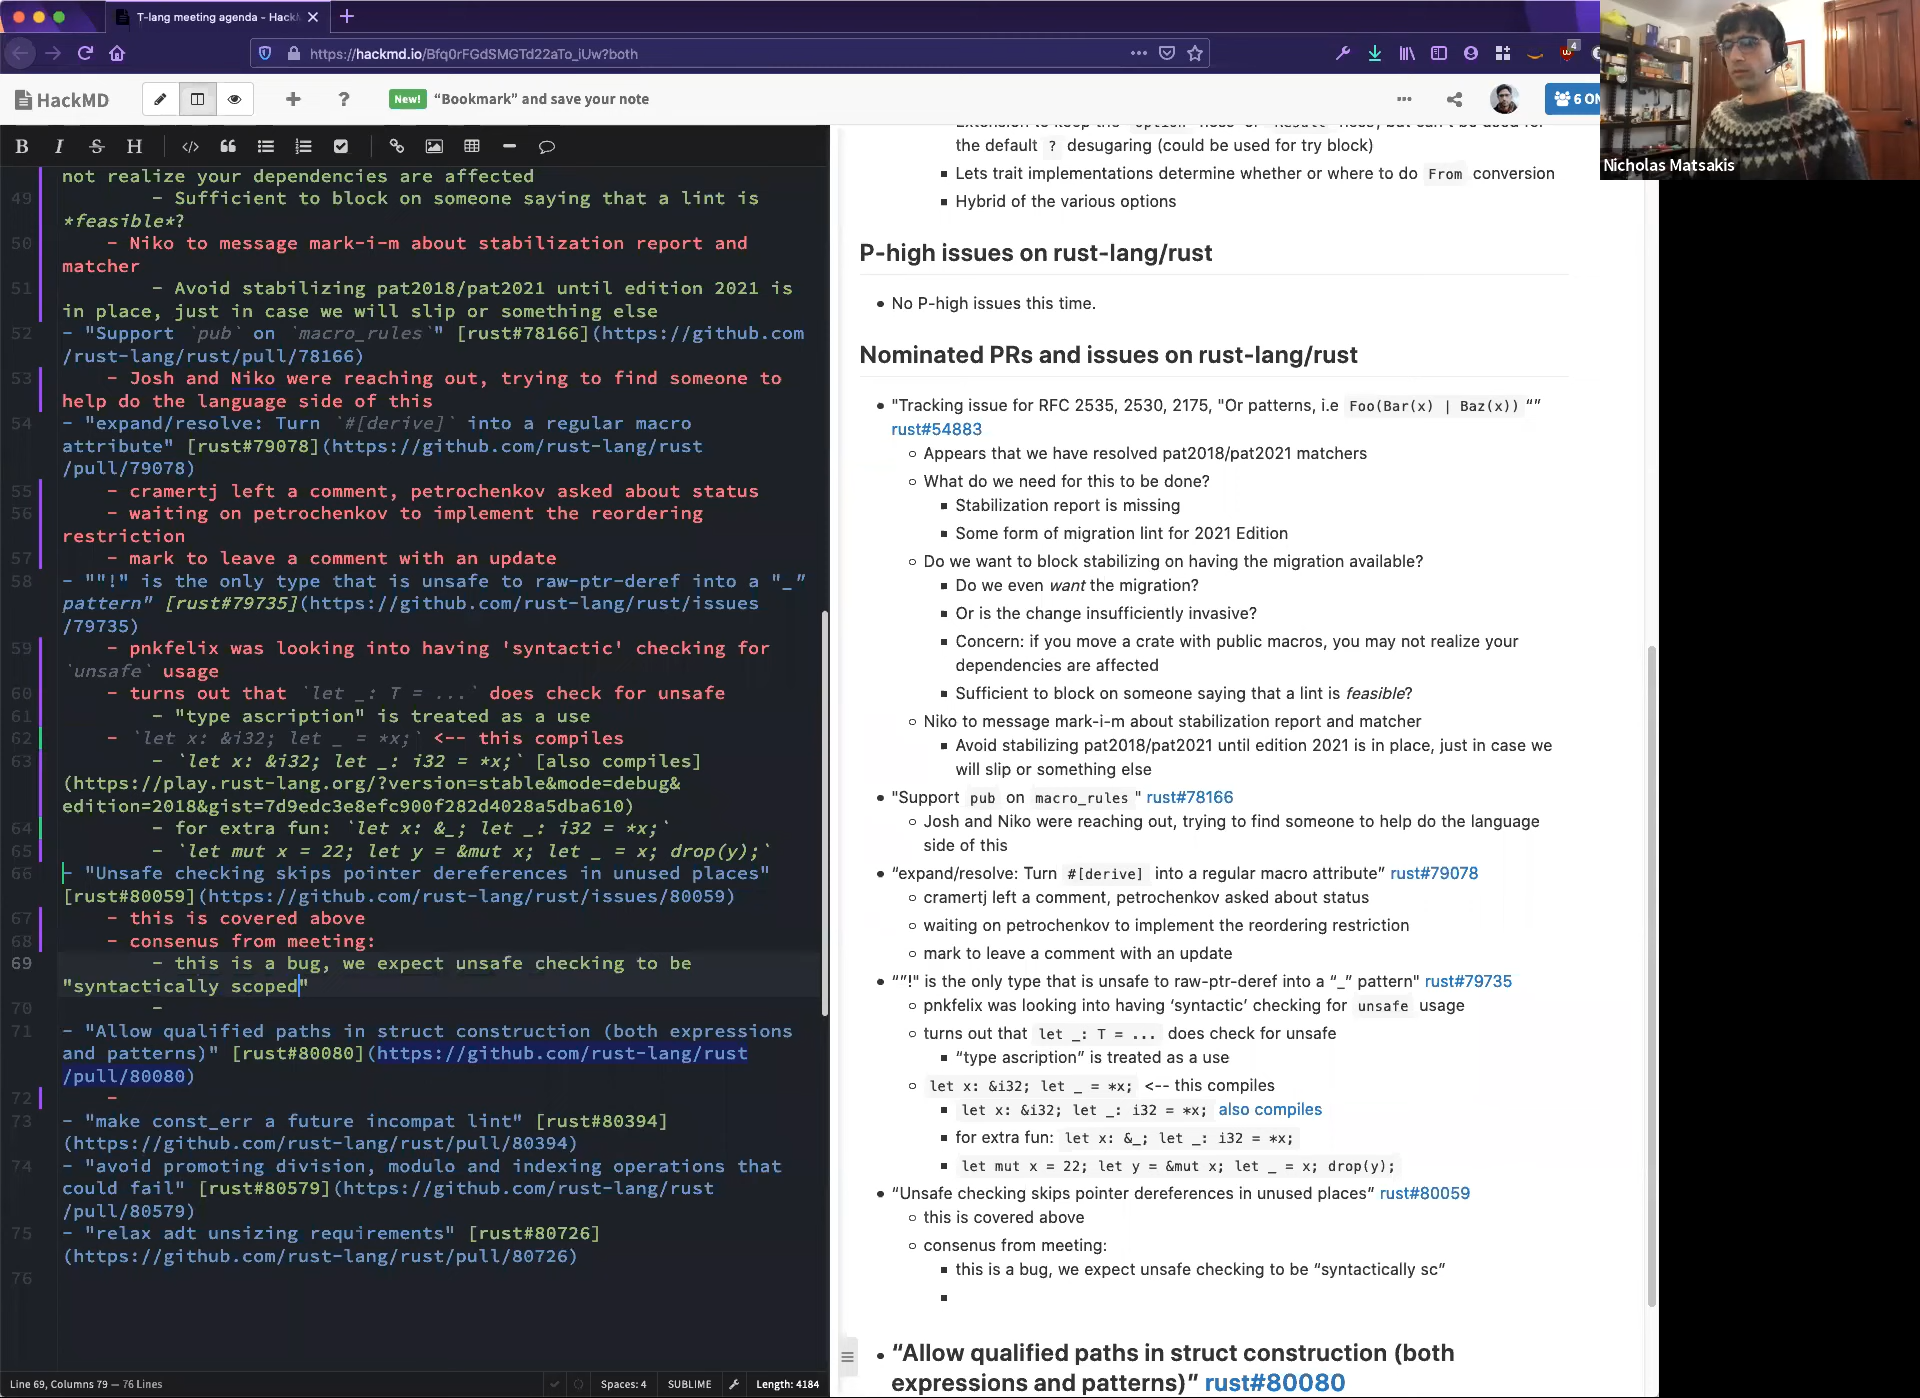 T-lang meeting agenda - Hack
https://hackmd.io/Bfq0rFGdSMGTd22aTo_iUw?both
4
HackMD
New! “Bookmark” and save your note
6 ON
Nicholas Matsakis
not realize your dependencies are affected
49 - Sufficient to block on someone saying that a lint is
*feasible*?
50 - Niko to message mark-i-m about stabilization report and
matcher
51 - Avoid stabilizing pat2018/pat2021 until edition 2021 is
in place, just in case we will slip or something else
52 - "Support `pub` on `macro_rules`" [rust#78166](https://github.com
/rust-lang/rust/pull/78166)
53 - Josh and Niko were reaching out, trying to find someone to
help do the language side of this
54 - "expand/resolve: Turn `#[derive]` into a regular macro
attribute" [rust#79078](https://github.com/rust-lang/rust
/pull/79078)
55 - cramertj left a comment, petrochenkov asked about status
56 - waiting on petrochenkov to implement the reordering
restriction
57 - mark to leave a comment with an update
58 - ""!" is the only type that is unsafe to raw-ptr-deref into a "_”
pattern" [rust#79735](https://github.com/rust-lang/rust/issues
/79735)
59 - pnkfelix was looking into having 'syntactic' checking for
`unsafe` usage
60 - turns out that `let _: T = ...` does check for unsafe
61 - "type ascription" is treated as a use
62 - `let x: &i32; let _ = *x;` <-- this compiles
63 - `let x: &i32; let _: i32 = *x;` [also compiles]
(https://play.rust-lang.org/?version=stable&mode=debug&
edition=2018&gist=7d9edc3e8efc900f282d4028a5dba610)
64 - for extra fun: `let x: &_; let _: i32 = *x;`
65 - `let mut x = 22; let y = &mut x; let _ = x; drop(y);`
66 - "Unsafe checking skips pointer dereferences in unused places"
[rust#80059](https://github.com/rust-lang/rust/issues/80059)
67 - this is covered above
68 - consenus from meeting:
69 - this is a bug, we expect unsafe checking to be
"syntactically scoped"
70 -
71 - "Allow qualified paths in struct construction (both expressions
and patterns)" [rust#80080](https://github.com/rust-lang/rust
/pull/80080)
72 -
73 - "make const_err a future incompat lint" [rust#80394]
(https://github.com/rust-lang/rust/pull/80394)
74 - "avoid promoting division, modulo and indexing operations that
could fail" [rust#80579](https://github.com/rust-lang/rust
/pull/80579)
75 - "relax adt unsizing requirements" [rust#80726]
(https://github.com/rust-lang/rust/pull/80726)
76
Line 69, Columns 79 — 76 Lines
Spaces: 4
SUBLIME
Length: 4184
the default ? desugaring (could be used for try block)
Lets trait implementations determine whether or where to do From conversion
Hybrid of the various options
P-high issues on rust-lang/rust
No P-high issues this time.
Nominated PRs and issues on rust-lang/rust
"Tracking issue for RFC 2535, 2530, 2175, "Or patterns, i.e Foo(Bar(x) | Baz(x)) “”
rust#54883
Appears that we have resolved pat2018/pat2021 matchers
What do we need for this to be done?
Stabilization report is missing
Some form of migration lint for 2021 Edition
Do we want to block stabilizing on having the migration available?
Do we even want the migration?
Or is the change insufficiently invasive?
Concern: if you move a crate with public macros, you may not realize your
dependencies are affected
Sufficient to block on someone saying that a lint is feasible?
Niko to message mark-i-m about stabilization report and matcher
Avoid stabilizing pat2018/pat2021 until edition 2021 is in place, just in case we
will slip or something else
"Support pub on macro_rules " rust#78166
Josh and Niko were reaching out, trying to find someone to help do the language
side of this
“expand/resolve: Turn #[derive] into a regular macro attribute” rust#79078
cramertj left a comment, petrochenkov asked about status
waiting on petrochenkov to implement the reordering restriction
mark to leave a comment with an update
“”!" is the only type that is unsafe to raw-ptr-deref into a “_” pattern" rust#79735
pnkfelix was looking into having ‘syntactic’ checking for unsafe usage
turns out that let _: T = ... does check for unsafe
“type ascription” is treated as a use
let x: &i32; let _ = *x; <-- this compiles
let x: &i32; let _: i32 = *x; also compiles
for extra fun: let x: &_; let _: i32 = *x;
let mut x = 22; let y = &mut x; let _ = x; drop(y);
“Unsafe checking skips pointer dereferences in unused places” rust#80059
this is covered above
consenus from meeting:
this is a bug, we expect unsafe checking to be “syntactically sc”
“Allow qualified paths in struct construction (both
expressions and patterns)” rust#80080